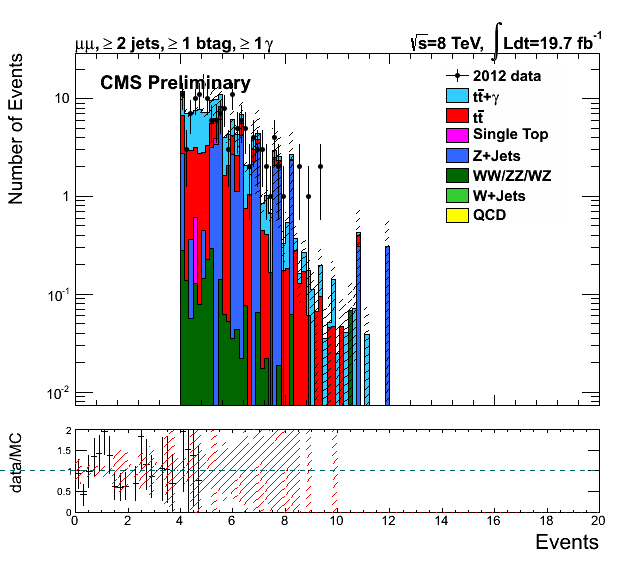 μμ, ≥ 2 jets, ≥ 1 btag, ≥ 1 γ
√s=8 TeV, ∫Ldt=19.7 fb⁻¹
CMS Preliminary
2012 data
tt̄+γ
tt̄
Single Top
Z+Jets
WW/ZZ/WZ
W+Jets
QCD
Number of Events
10
1
10⁻¹
10⁻²
data/MC
2
1.5
1
0.5
0
0 2 4 6 8 10 12 14 16 18 20
Events